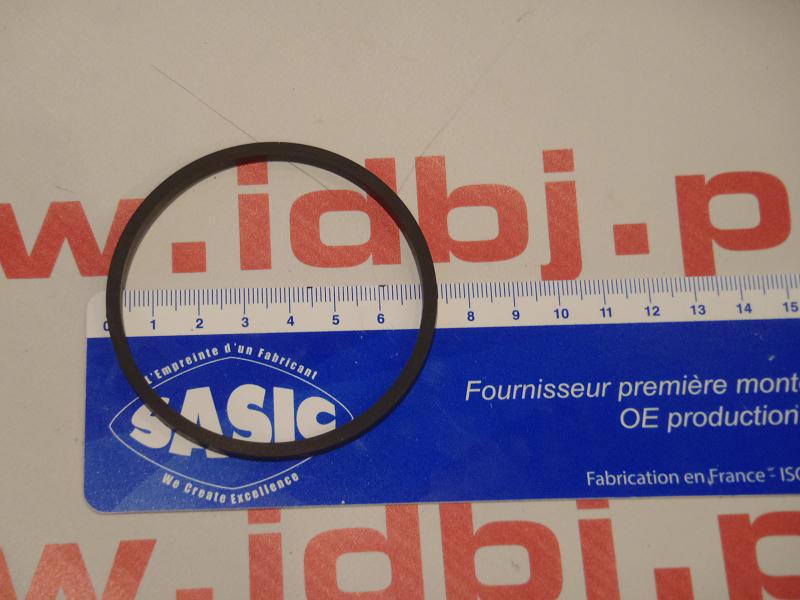 w.idbj.p
0 1 2 3 4 5 6 8 9 10 11 12 13 14 15
L'Empreinte d'un Fabricant
SASIC
We Create Excellence
Fournisseur première mont
OE production
Fabrication en France - ISO
w.idbj.p